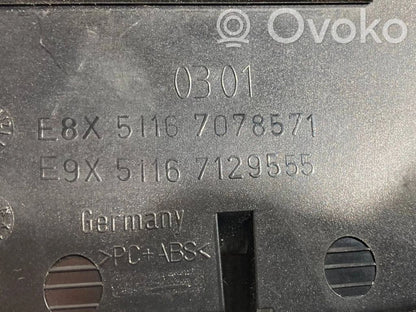 Ovoko
0301
E8X 5116 7078571
E9X 5116 7129555
Germany
>PC+ABS<